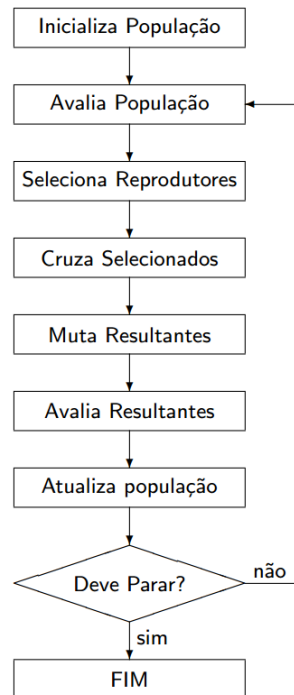 Inicializa População
Avalia População
Seleciona Reprodutores
Cruza Selecionados
Muta Resultantes
Avalia Resultantes
Atualiza população
Deve Parar?
não
sim
FIM